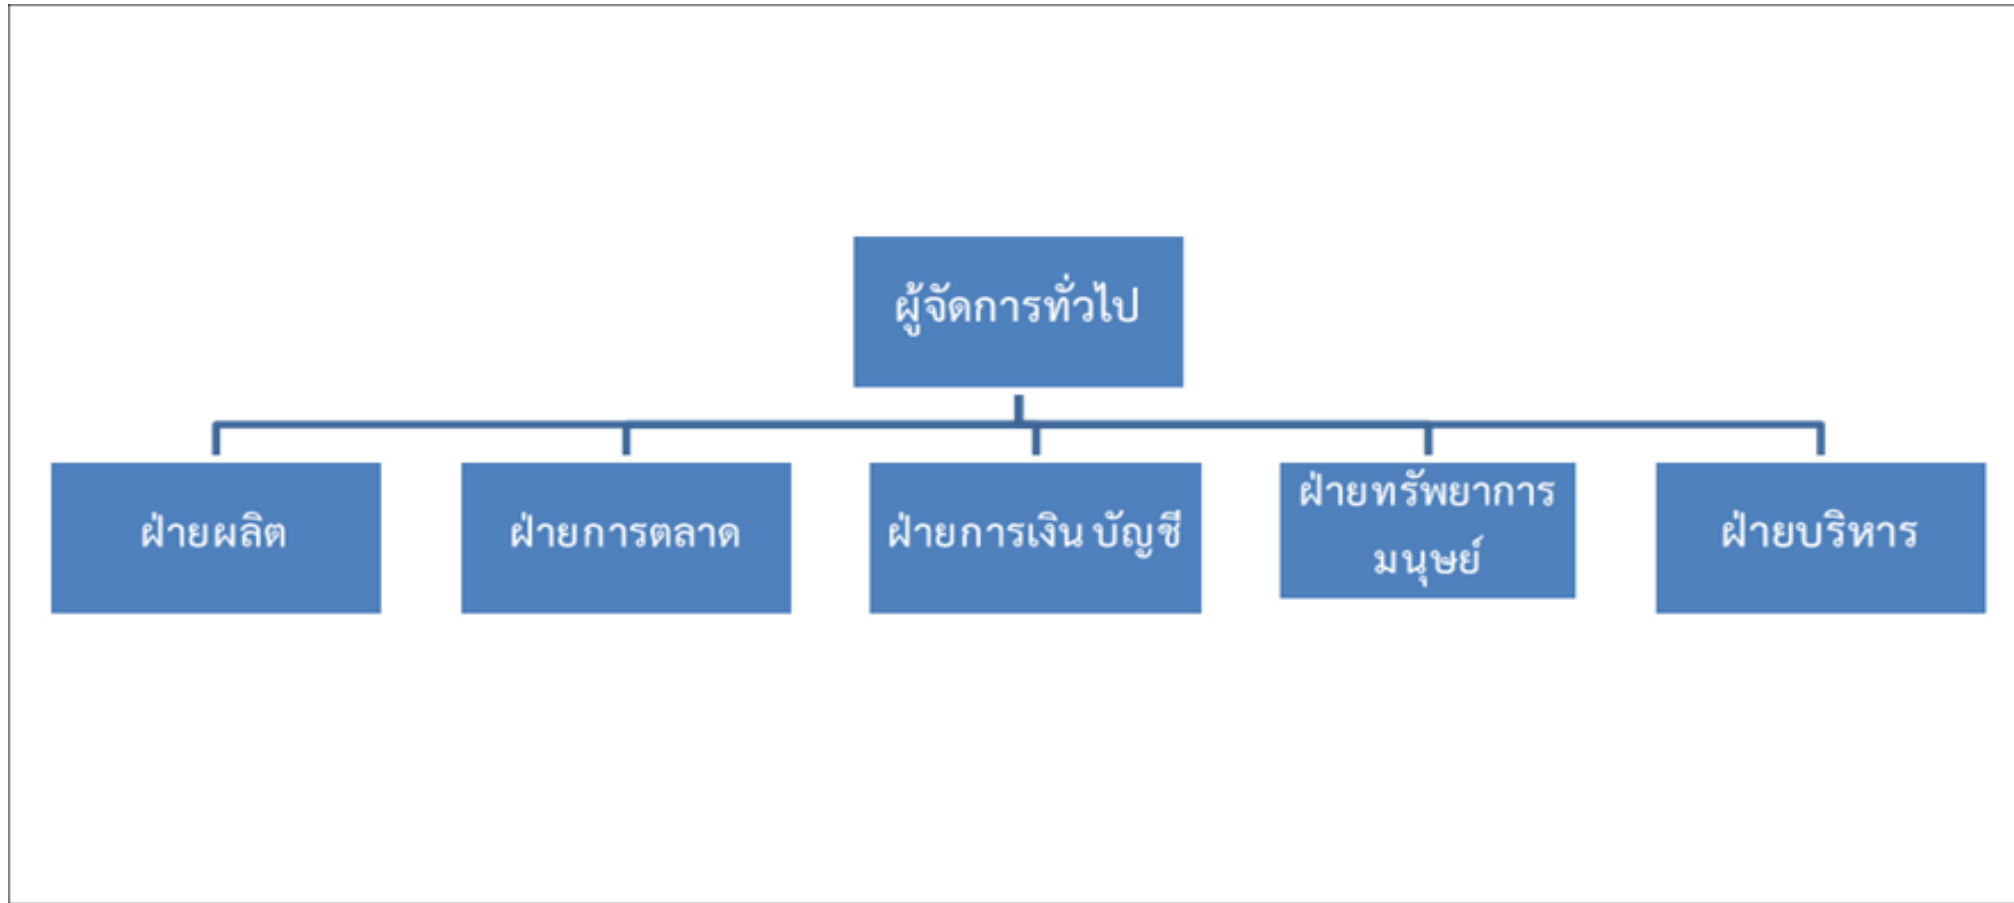 ผู้จัดการทั่วไป
ฝ่ายผลิต
ฝ่ายการตลาด
ฝ่ายการเงิน บัญชี
ฝ่ายทรัพยาการ
มนุษย์
ฝ่ายบริหาร